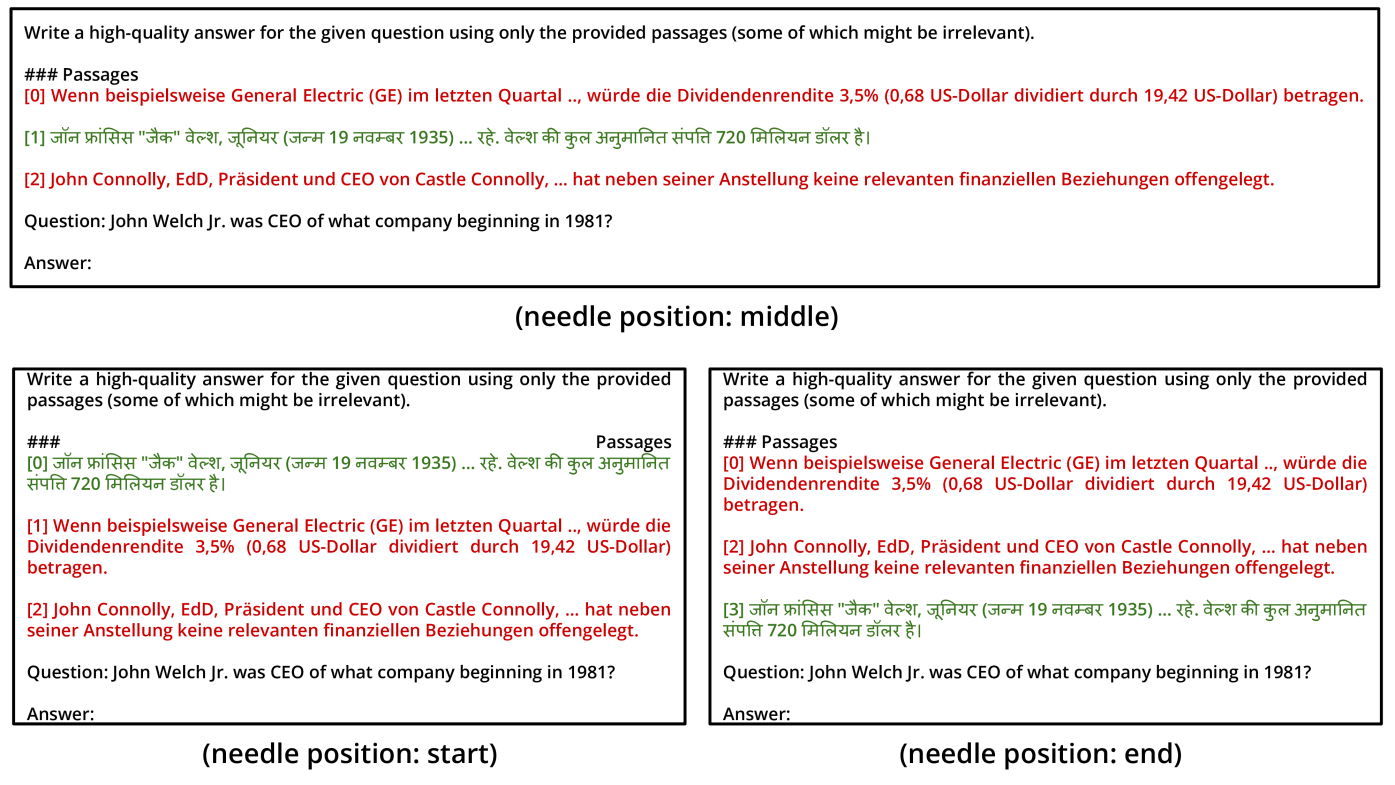 Write a high-quality answer for the given question using only the provided passages (some of which might be irrelevant).
### Passages
[0] Wenn beispielsweise General Electric (GE) im letzten Quartal .., würde die Dividendenrendite 3,5% (0,68 US-Dollar dividiert durch 19,42 US-Dollar) betragen.
[1] जॉन फ्रांसिस "जैक" वेल्श, जूनियर (जन्म 19 नवम्बर 1935) ... रहे. वेल्श की कुल अनुमानित संपत्ति 720 मिलियन डॉलर है।
[2] John Connolly, EdD, Präsident und CEO von Castle Connolly, ... hat neben seiner Anstellung keine relevanten finanziellen Beziehungen offengelegt.
Question: John Welch Jr. was CEO of what company beginning in 1981?
Answer:
(needle position: middle)
Write a high-quality answer for the given question using only the provided
passages (some of which might be irrelevant).
### Passages
[0] जॉन फ्रांसिस "जैक" वेल्श, जूनियर (जन्म 19 नवम्बर 1935) ... रहे. वेल्श की कुल अनुमानित
संपत्ति 720 मिलियन डॉलर है।
[1] Wenn beispielsweise General Electric (GE) im letzten Quartal .., würde die
Dividendenrendite 3,5% (0,68 US-Dollar dividiert durch 19,42 US-Dollar)
betragen.
[2] John Connolly, EdD, Präsident und CEO von Castle Connolly, ... hat neben
seiner Anstellung keine relevanten finanziellen Beziehungen offengelegt.
Question: John Welch Jr. was CEO of what company beginning in 1981?
Answer:
(needle position: start)
Write a high-quality answer for the given question using only the provided
passages (some of which might be irrelevant).
### Passages
[0] Wenn beispielsweise General Electric (GE) im letzten Quartal .., würde die
Dividendenrendite 3,5% (0,68 US-Dollar dividiert durch 19,42 US-Dollar)
betragen.
[2] John Connolly, EdD, Präsident und CEO von Castle Connolly, ... hat neben
seiner Anstellung keine relevanten finanziellen Beziehungen offengelegt.
[3] जॉन फ्रांसिस "जैक" वेल्श, जूनियर (जन्म 19 नवम्बर 1935) ... रहे. वेल्श की कुल अनुमानित
संपत्ति 720 मिलियन डॉलर है।
Question: John Welch Jr. was CEO of what company beginning in 1981?
Answer:
(needle position: end)